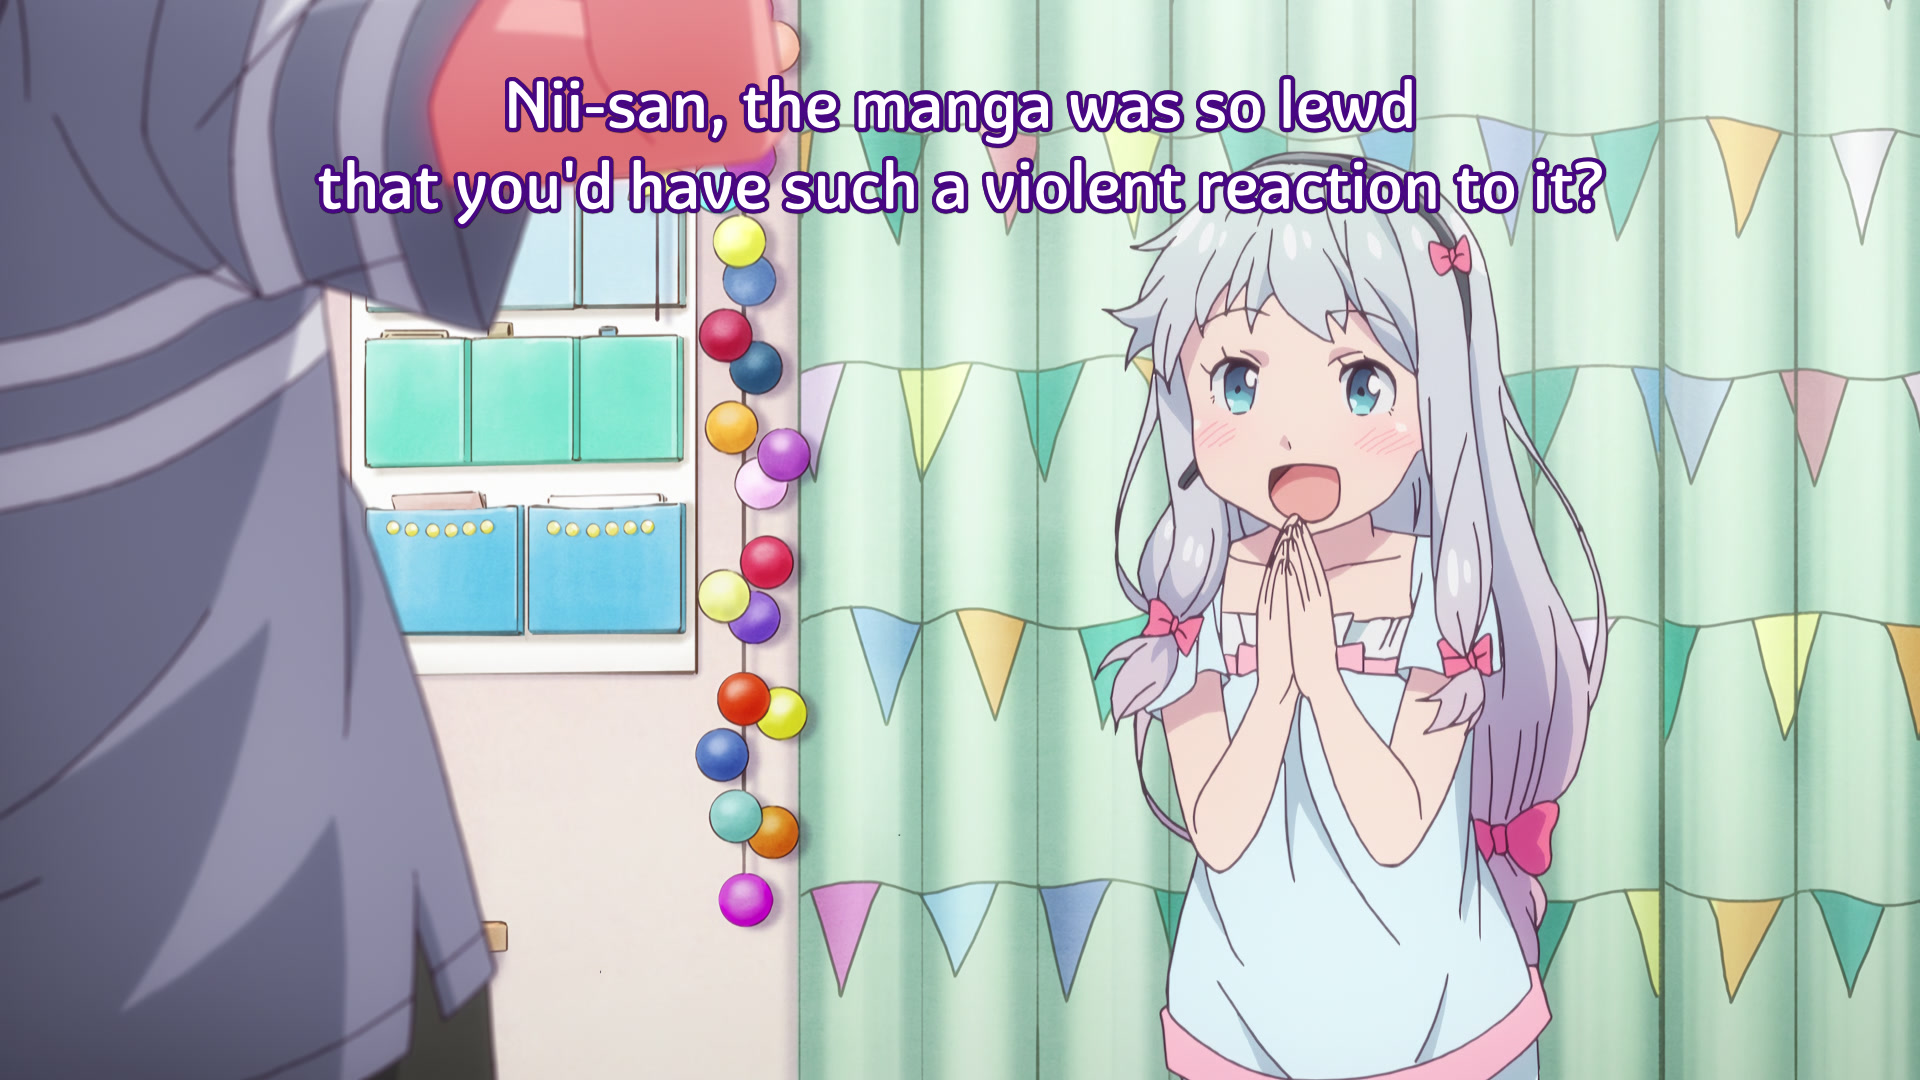 Nii-san, the manga was so lewd
that you'd have such a violent reaction to it?